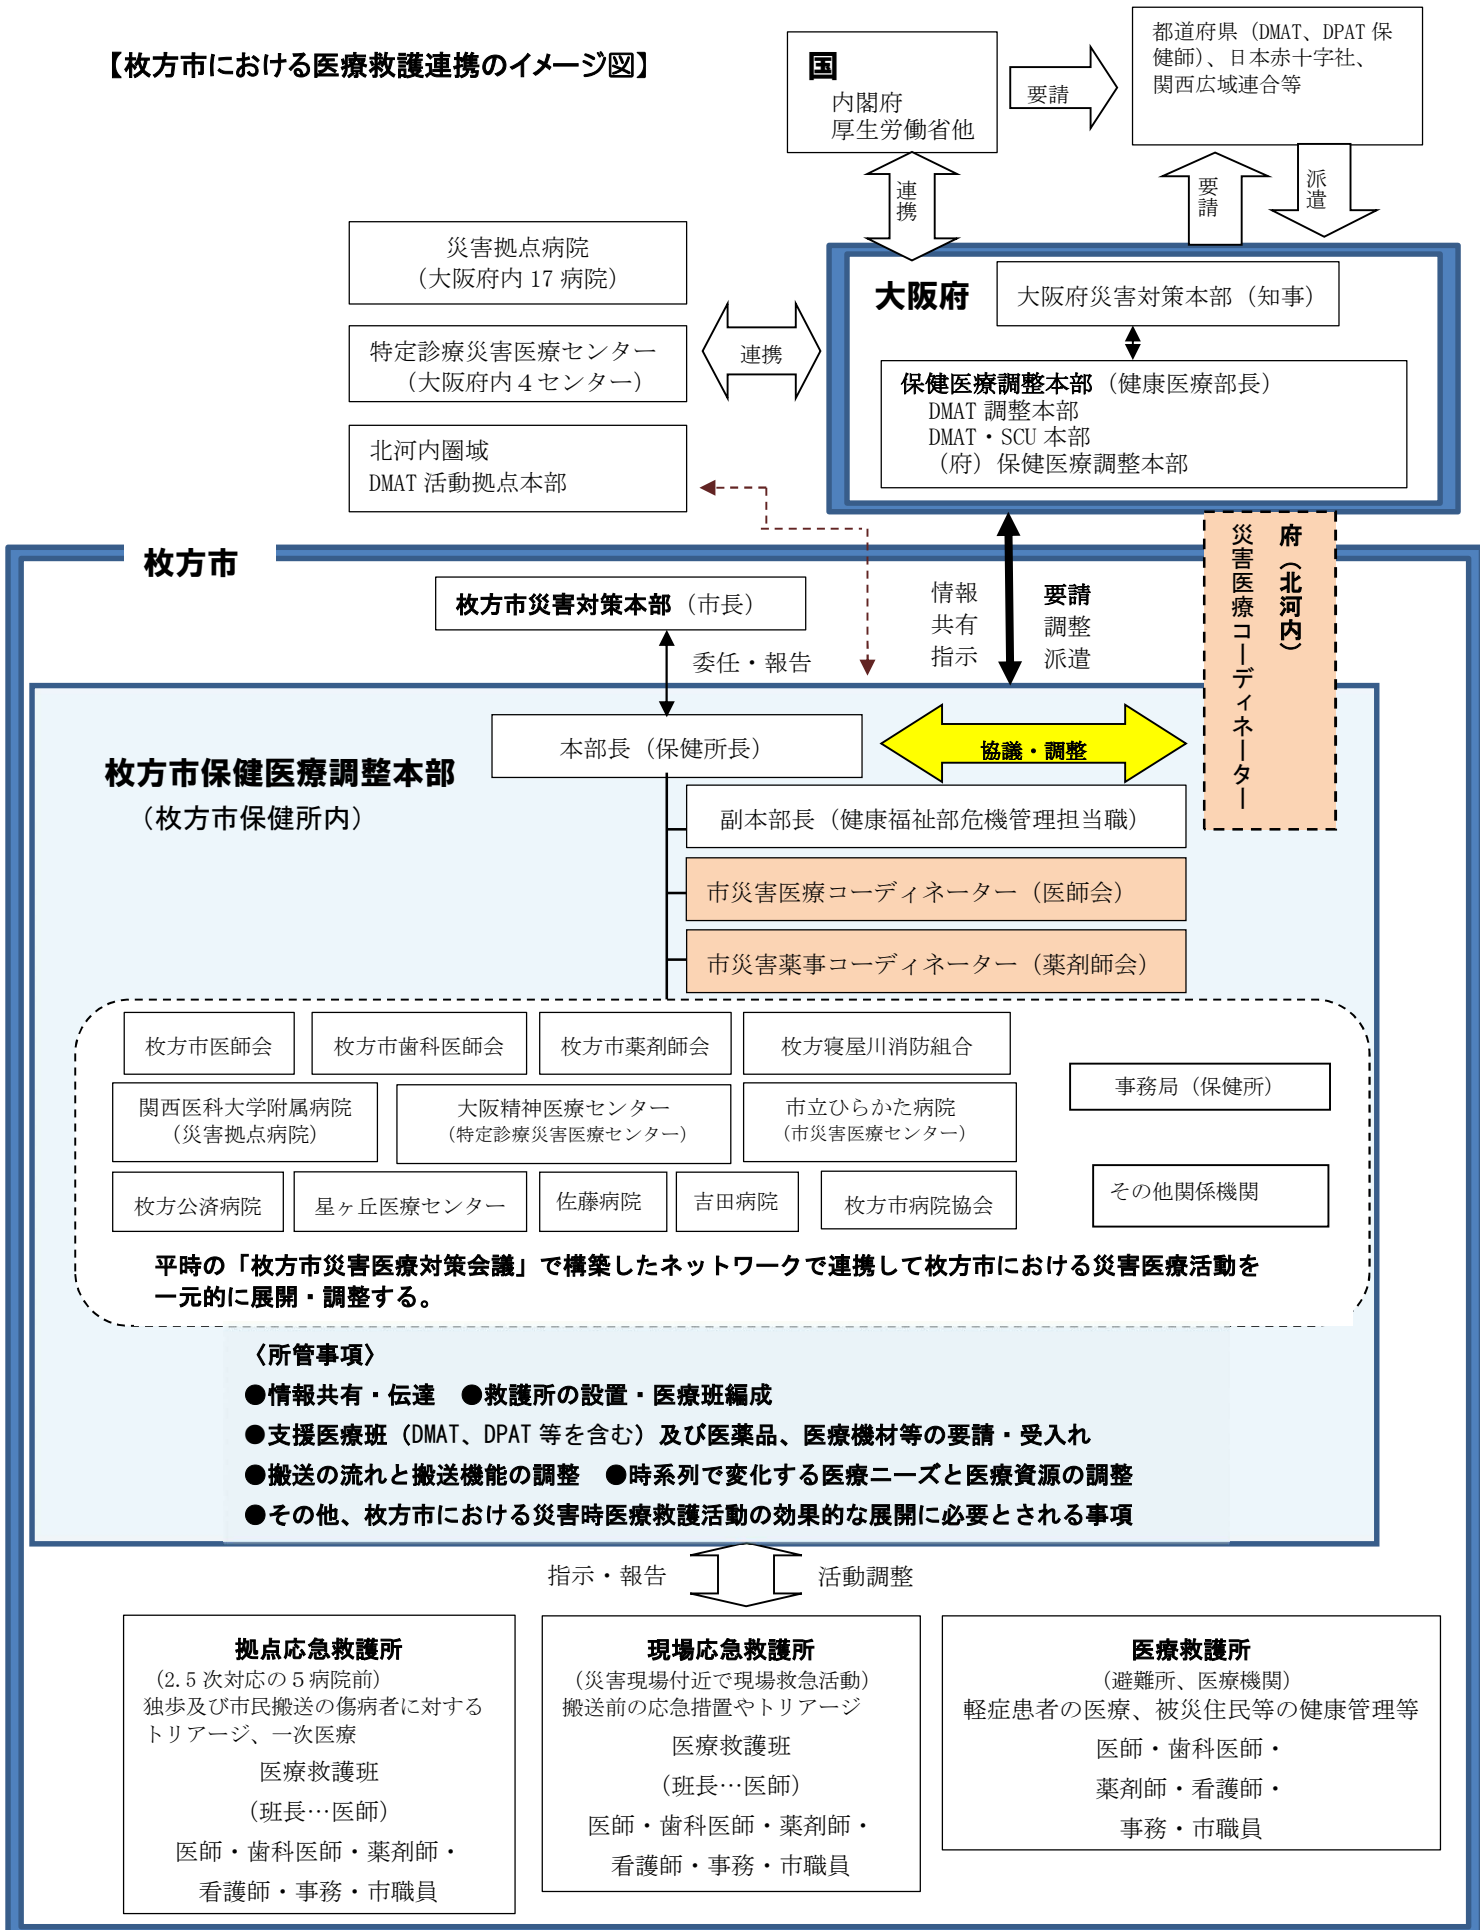 【枚方市における医療救護連携のイメージ図】
国
内閣府
厚生労働省他
要請
都道府県（DMAT、DPAT 保
健師）、日本赤十字社、
関西広域連合等
連携
要請
派遣
災害拠点病院
（大阪府内 17 病院）
特定診療災害医療センター
（大阪府内４センター）
北河内圏域
DMAT 活動拠点本部
連携
大阪府
大阪府災害対策本部（知事）
保健医療調整本部（健康医療部長）
DMAT 調整本部
DMAT・SCU 本部
（府）保健医療調整本部
枚方市
枚方市災害対策本部（市長）
委任・報告
情報
共有
指示
要請
調整
派遣
府（北河内）
災害医療コーディネーター
枚方市保健医療調整本部
（枚方市保健所内）
本部長（保健所長）
協議・調整
副本部長（健康福祉部危機管理担当職）
市災害医療コーディネーター（医師会）
市災害薬事コーディネーター（薬剤師会）
枚方市医師会
枚方市歯科医師会
枚方市薬剤師会
枚方寝屋川消防組合
事務局（保健所）
関西医科大学附属病院
（災害拠点病院）
大阪精神医療センター
（特定診療災害医療センター）
市立ひらかた病院
（市災害医療センター）
枚方公済病院
星ヶ丘医療センター
佐藤病院
吉田病院
枚方市病院協会
その他関係機関
平時の「枚方市災害医療対策会議」で構築したネットワークで連携して枚方市における災害医療活動を
一元的に展開・調整する。
〈所管事項〉
●情報共有・伝達　●救護所の設置・医療班編成
●支援医療班（DMAT、DPAT 等を含む）及び医薬品、医療機材等の要請・受入れ
●搬送の流れと搬送機能の調整　●時系列で変化する医療ニーズと医療資源の調整
●その他、枚方市における災害時医療救護活動の効果的な展開に必要とされる事項
指示・報告
活動調整
拠点応急救護所
（2.5 次対応の５病院前）
独歩及び市民搬送の傷病者に対する
トリアージ、一次医療
医療救護班
（班長…医師）
医師・歯科医師・薬剤師・
看護師・事務・市職員
現場応急救護所
（災害現場付近で現場救急活動）
搬送前の応急措置やトリアージ
医療救護班
（班長…医師）
医師・歯科医師・薬剤師・
看護師・事務・市職員
医療救護所
（避難所、医療機関）
軽症患者の医療、被災住民等の健康管理等
医師・歯科医師・
薬剤師・看護師・
事務・市職員